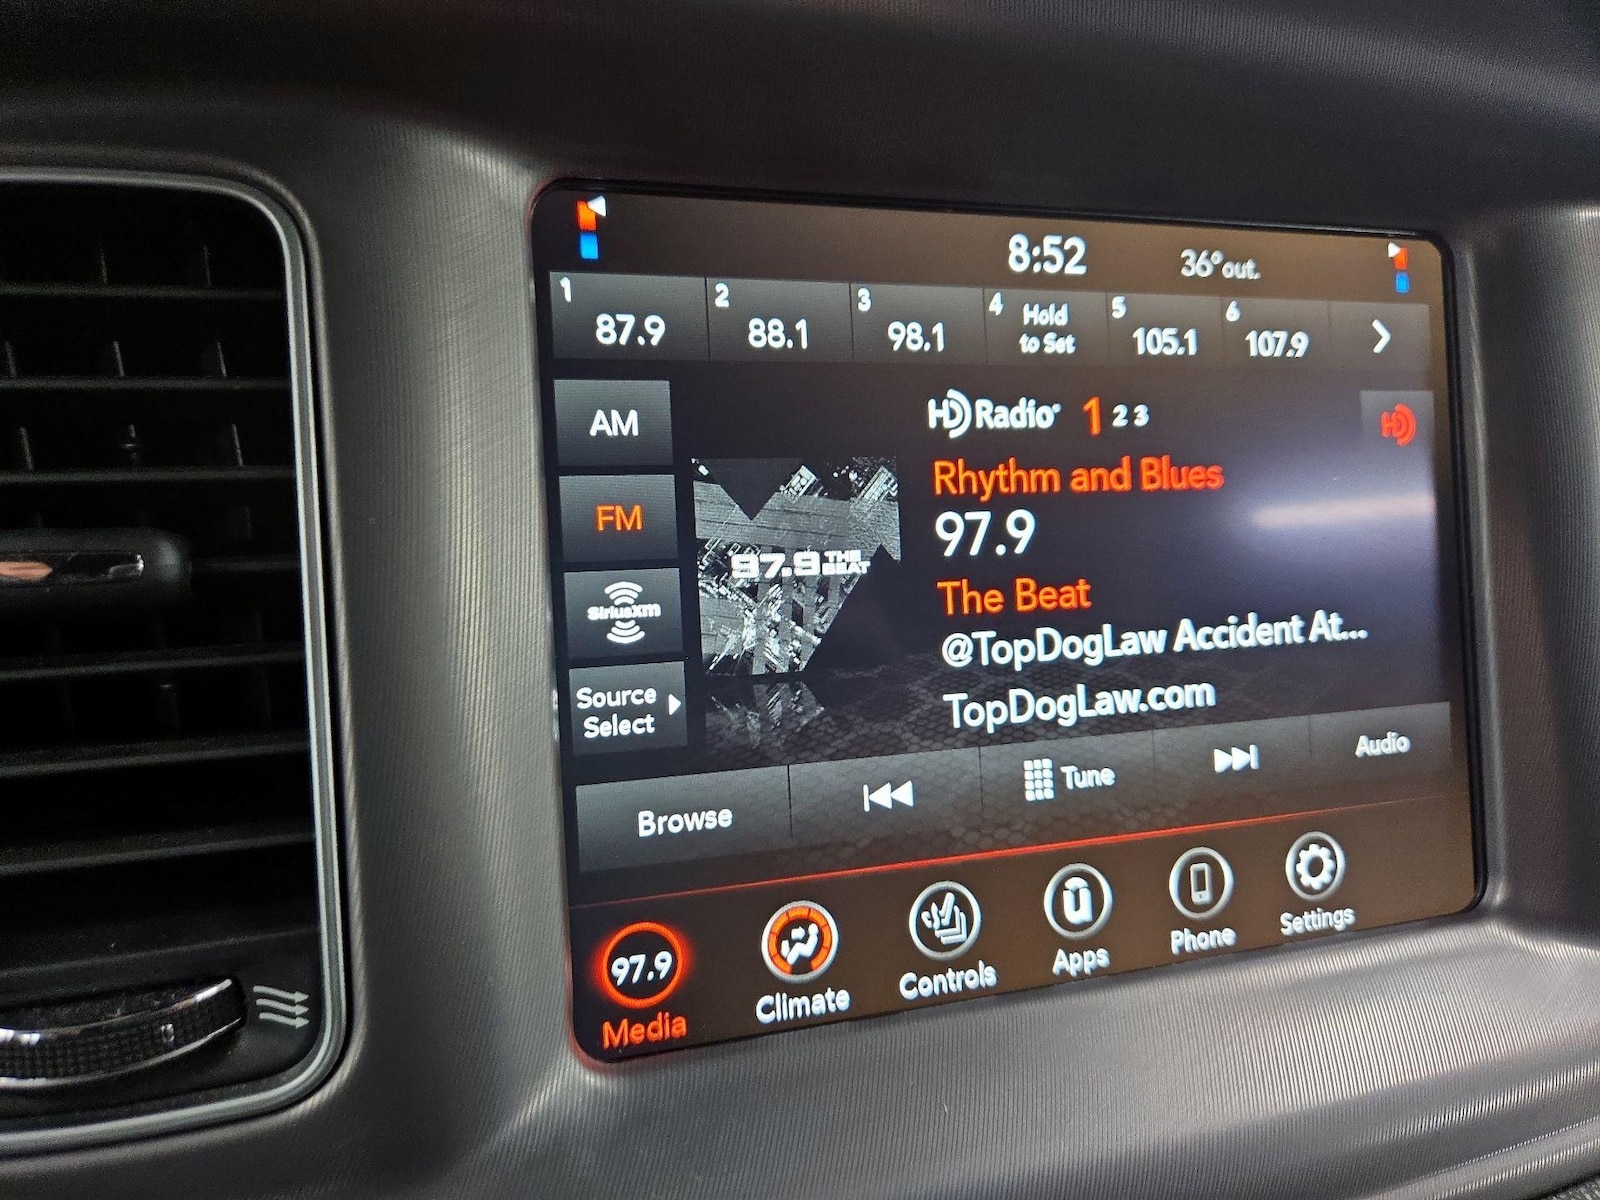 8:52
36°out.
1
87.9
2
88.1
3
98.1
4
Hold
to Set
5
105.1
6
107.9
AM
FM
SiriusXM
Source
Select
97.9 THE
BEAT
HD Radio 1 2 3
HD
Rhythm and Blues
97.9
The Beat
@TopDogLaw Accident At...
TopDogLaw.com
Browse
Tune
Audio
97.9
Media
Climate
Controls
Apps
Phone
Settings